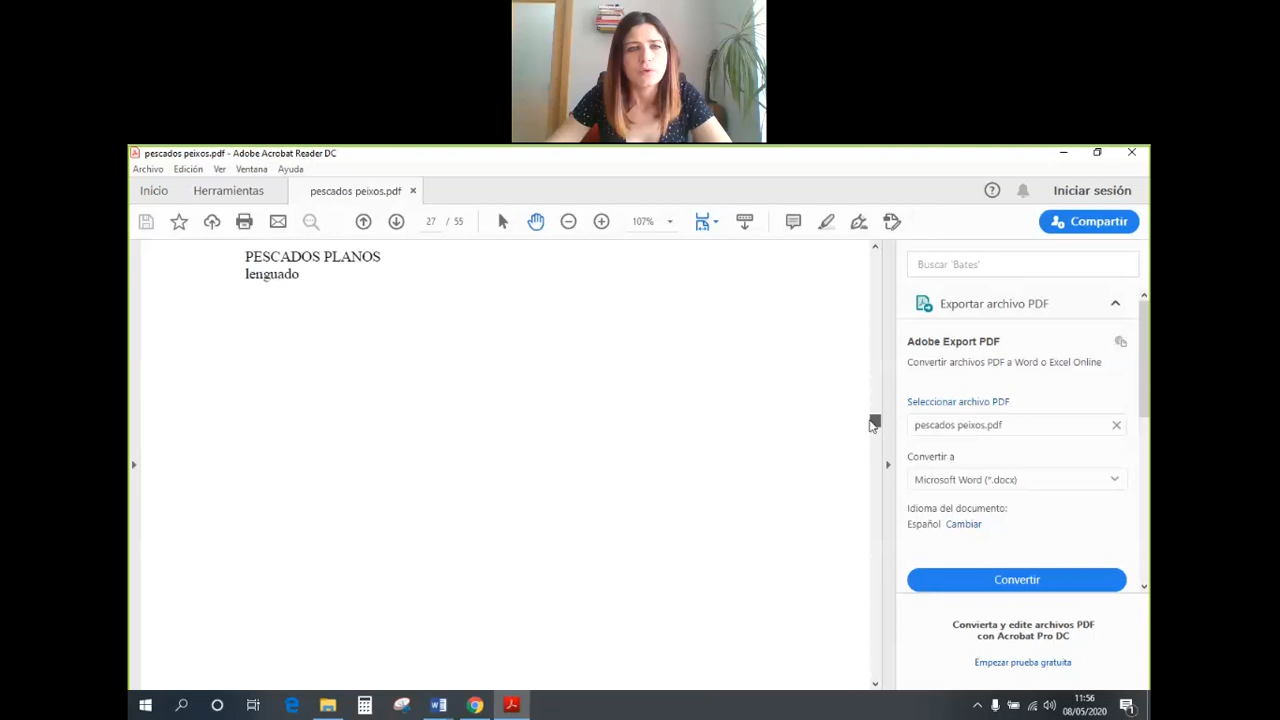 pescados peixos.pdf - Adobe Acrobat Reader DC
Archivo Edición Ver Ventana Ayuda
Inicio Herramientas pescados peixos.pdf Iniciar sesión
27 / 55 107% Compartir
PESCADOS PLANOS
lenguado
Buscar 'Bates'
Exportar archivo PDF
Adobe Export PDF
Convertir archivos PDF a Word o Excel Online
Seleccionar archivo PDF
pescados peixos.pdf
Convertir a
Microsoft Word (*.docx)
Idioma del documento:
Español Cambiar
Convertir
Convierta y edite archivos PDF
con Acrobat Pro DC
Empezar prueba gratuita
11:56
08/05/2020